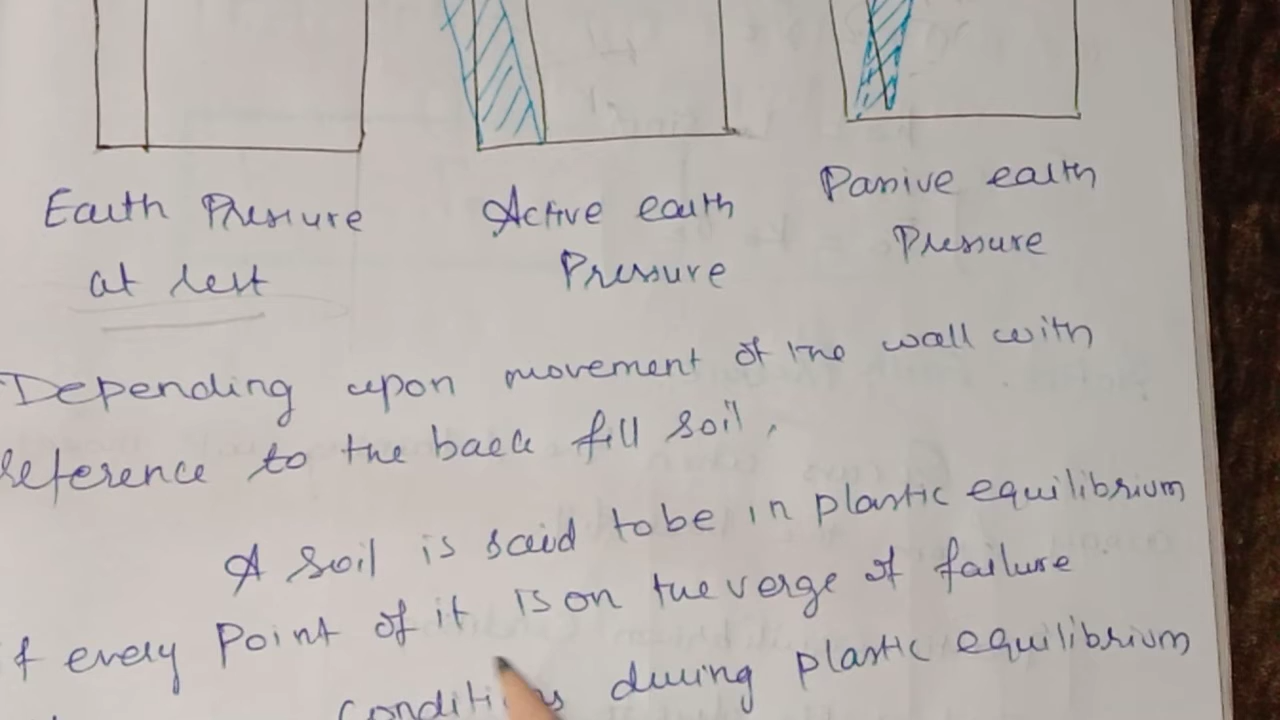 Earth Pressure
at rest
Active earth
Pressure
Passive earth
Pressure
Depending upon movement of the wall with
reference to the back fill soil.
A soil is said to be in plastic equilibrium
if every point of it is on the verge of failure
Conditions during plastic equilibrium